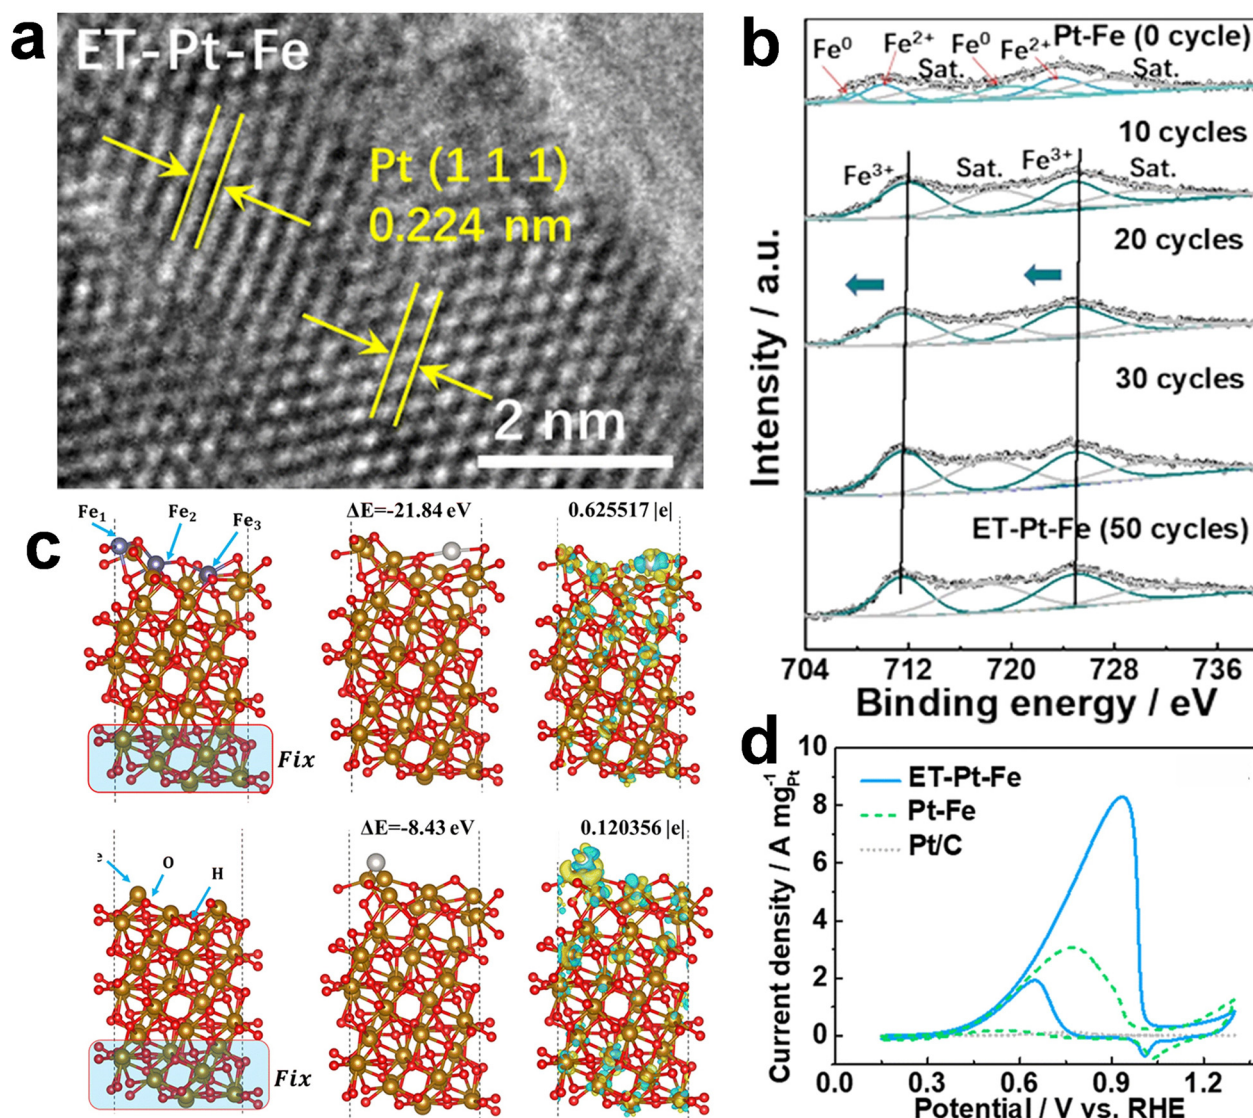 a
ET-Pt-Fe
Pt (1 1 1)
0.224 nm
2 nm
b
Fe⁰
Fe²⁺
Sat.
Fe⁰
Fe²⁺
Pt-Fe (0 cycle)
Sat.
10 cycles
Fe³⁺
Sat.
Fe³⁺
Sat.
20 cycles
30 cycles
ET-Pt-Fe (50 cycles)
Intensity / a.u.
704 712 720 728 736
Binding energy / eV
c
Fe₁
Fe₂
Fe₃
Fix
ΔE=-21.84 eV
0.625517 |e|
e
O
H
Fix
ΔE=-8.43 eV
0.120356 |e|
d
10
8
6
4
2
0
Current density / A mg⁻¹Pt
ET-Pt-Fe
Pt-Fe
Pt/C
0.0 0.3 0.6 0.9 1.2
Potential / V vs. RHE